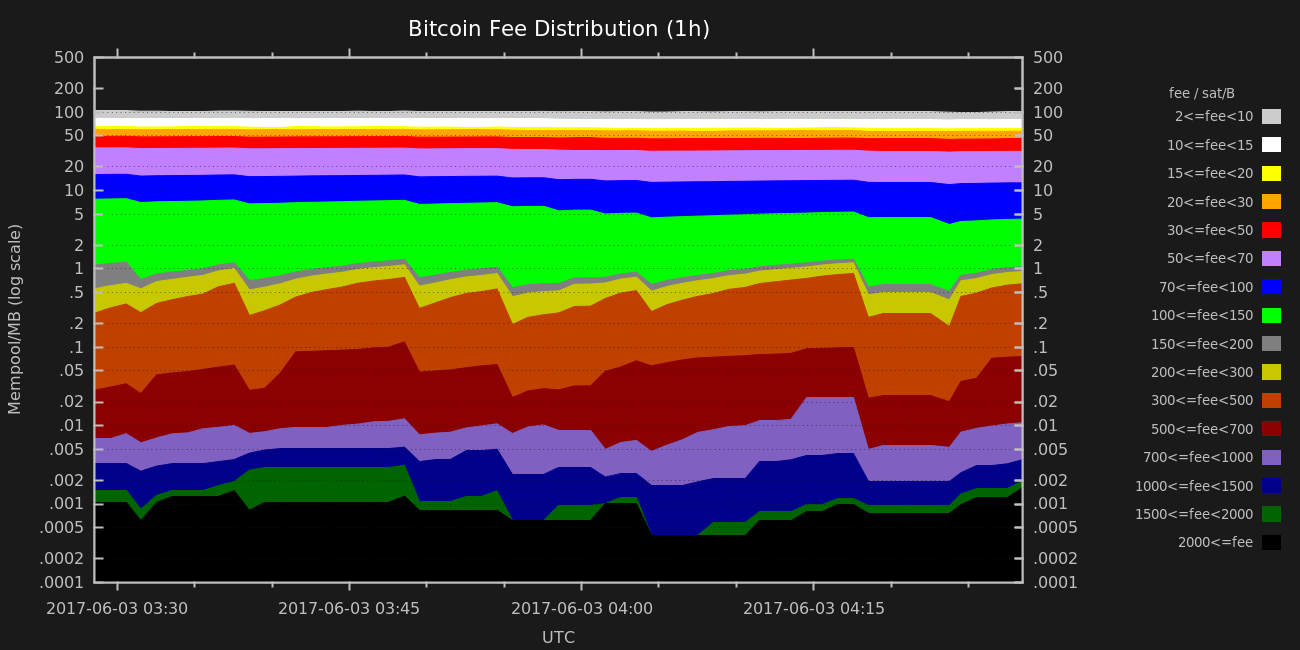 Bitcoin Fee Distribution (1h)
Mempool/MB (log scale)
500
200
100
50
20
10
5
2
1
.5
.2
.1
.05
.02
.01
.005
.002
.001
.0005
.0002
.0001
500
200
100
50
20
10
5
2
1
.5
.2
.1
.05
.02
.01
.005
.002
.001
.0005
.0002
.0001
fee / sat/B
2<=fee<10
10<=fee<15
15<=fee<20
20<=fee<30
30<=fee<50
50<=fee<70
70<=fee<100
100<=fee<150
150<=fee<200
200<=fee<300
300<=fee<500
500<=fee<700
700<=fee<1000
1000<=fee<1500
1500<=fee<2000
2000<=fee
2017-06-03 03:30 2017-06-03 03:45 2017-06-03 04:00 2017-06-03 04:15
UTC